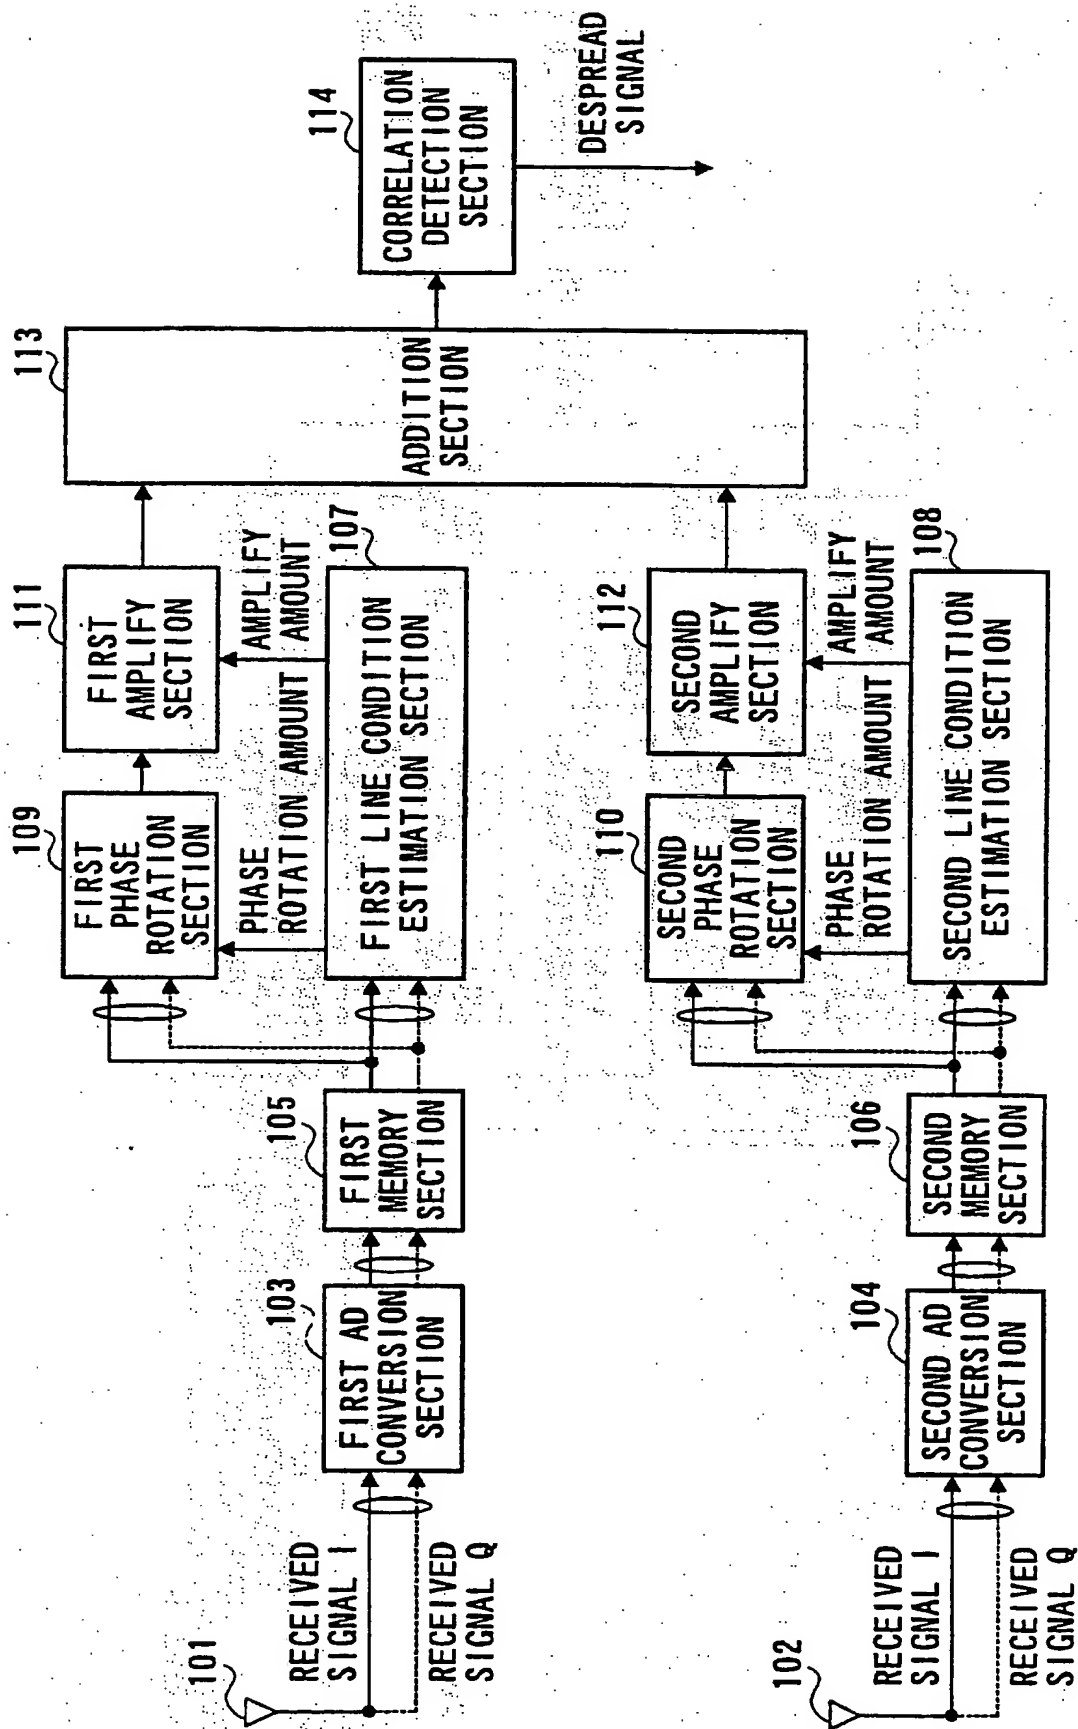 101
RECEIVED
SIGNAL I
RECEIVED
SIGNAL Q
103
FIRST AD
CONVERSION
SECTION
105
FIRST
MEMORY
SECTION
109
FIRST
PHASE
ROTATION
SECTION
PHASE
ROTATION AMOUNT
111
FIRST
AMPLIFY
SECTION
AMPLIFY
AMOUNT
107
FIRST LINE CONDITION
ESTIMATION SECTION
113
ADDITION
SECTION
114
CORRELATION
DETECTION
SECTION
DESPREAD
SIGNAL
102
RECEIVED
SIGNAL I
RECEIVED
SIGNAL Q
104
SECOND AD
CONVERSION
SECTION
106
SECOND
MEMORY
SECTION
110
SECOND
PHASE
ROTATION
SECTION
PHASE
ROTATION AMOUNT
112
SECOND
AMPLIFY
SECTION
AMPLIFY
AMOUNT
108
SECOND LINE CONDITION
ESTIMATION SECTION